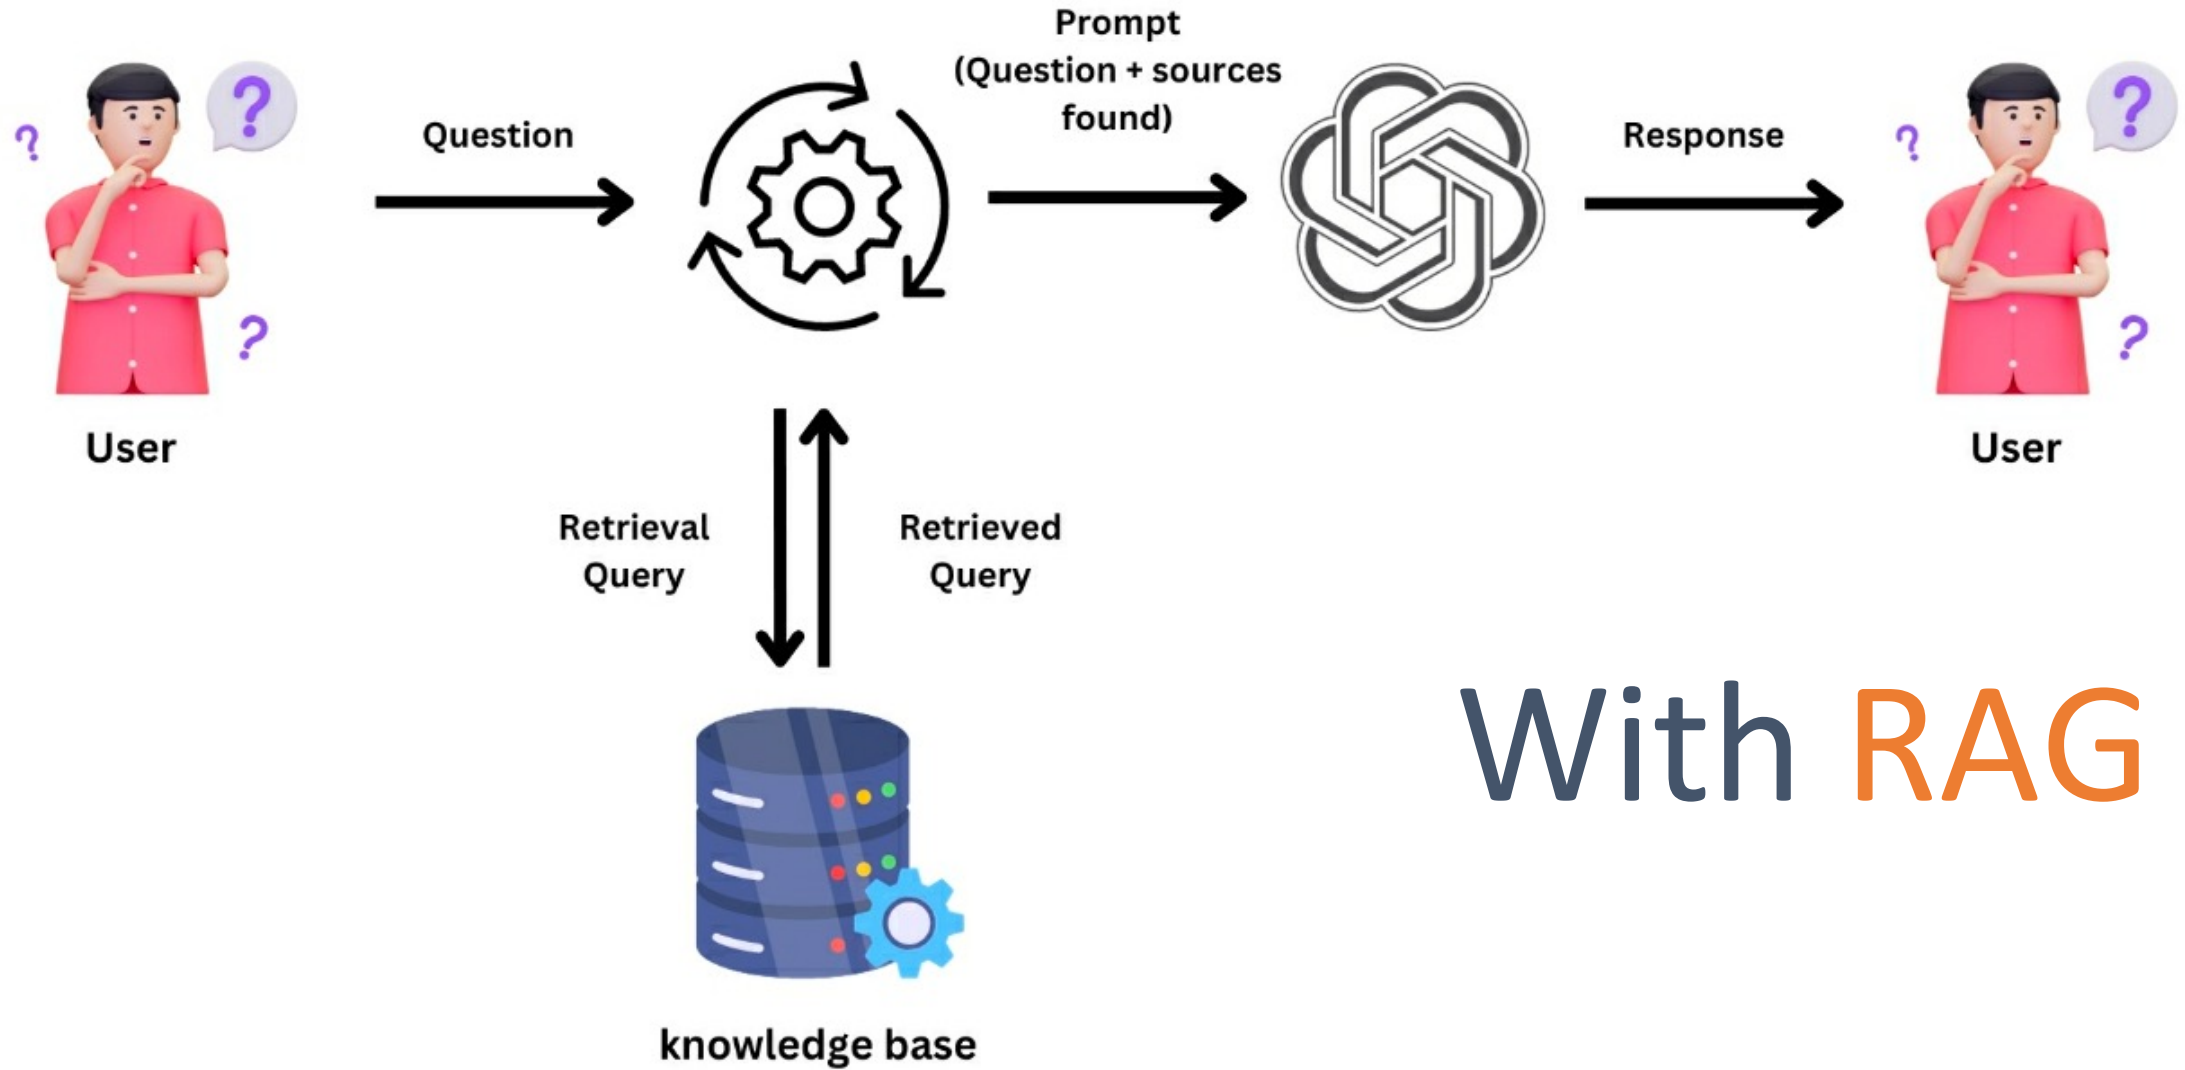 Prompt
(Question + sources
found)
Question
Response
User
User
Retrieval
Query
Retrieved
Query
With RAG
knowledge base